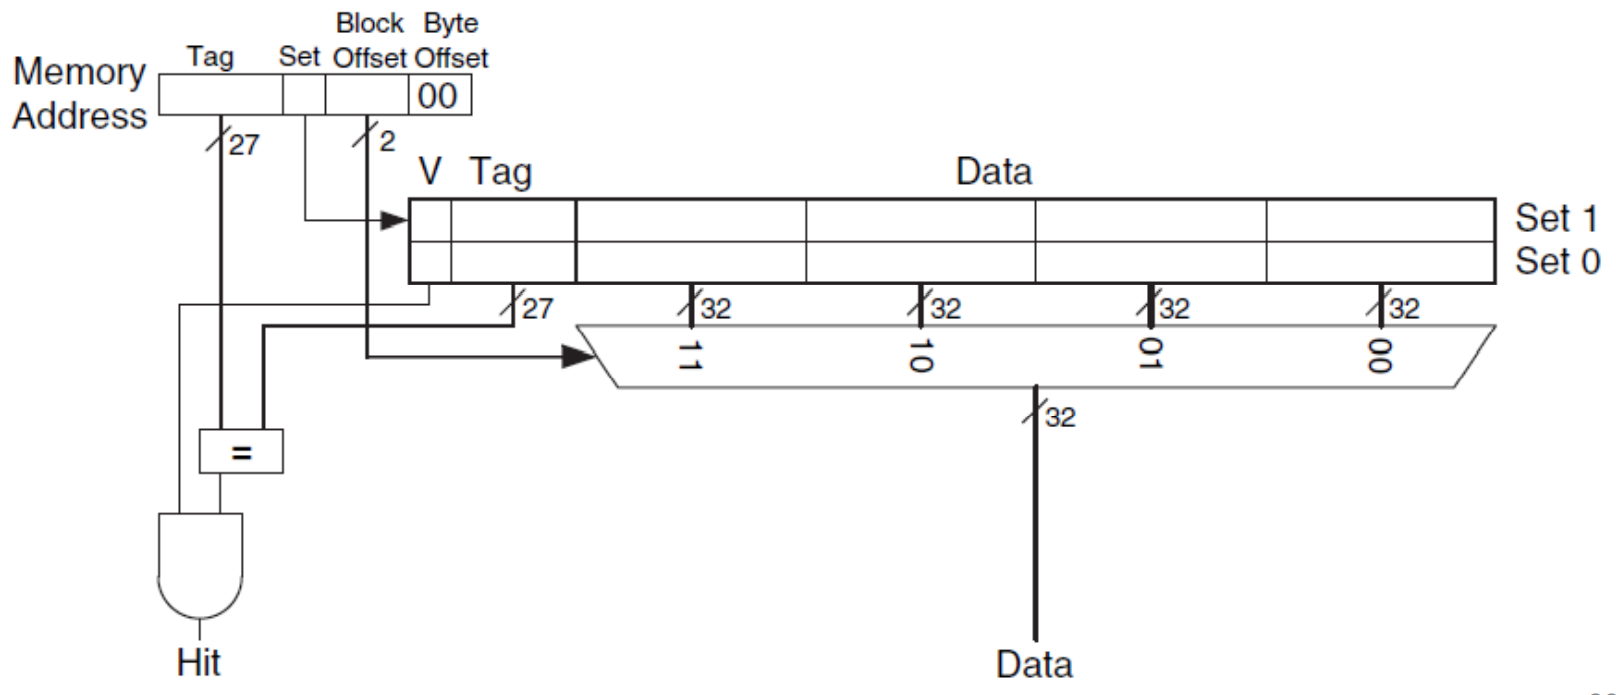 Block Byte
Tag Set Offset Offset
Memory
Address
00
27
2
V Tag Data
Set 1
Set 0
27
32
32
32
32
11
10
01
00
=
32
Hit
Data